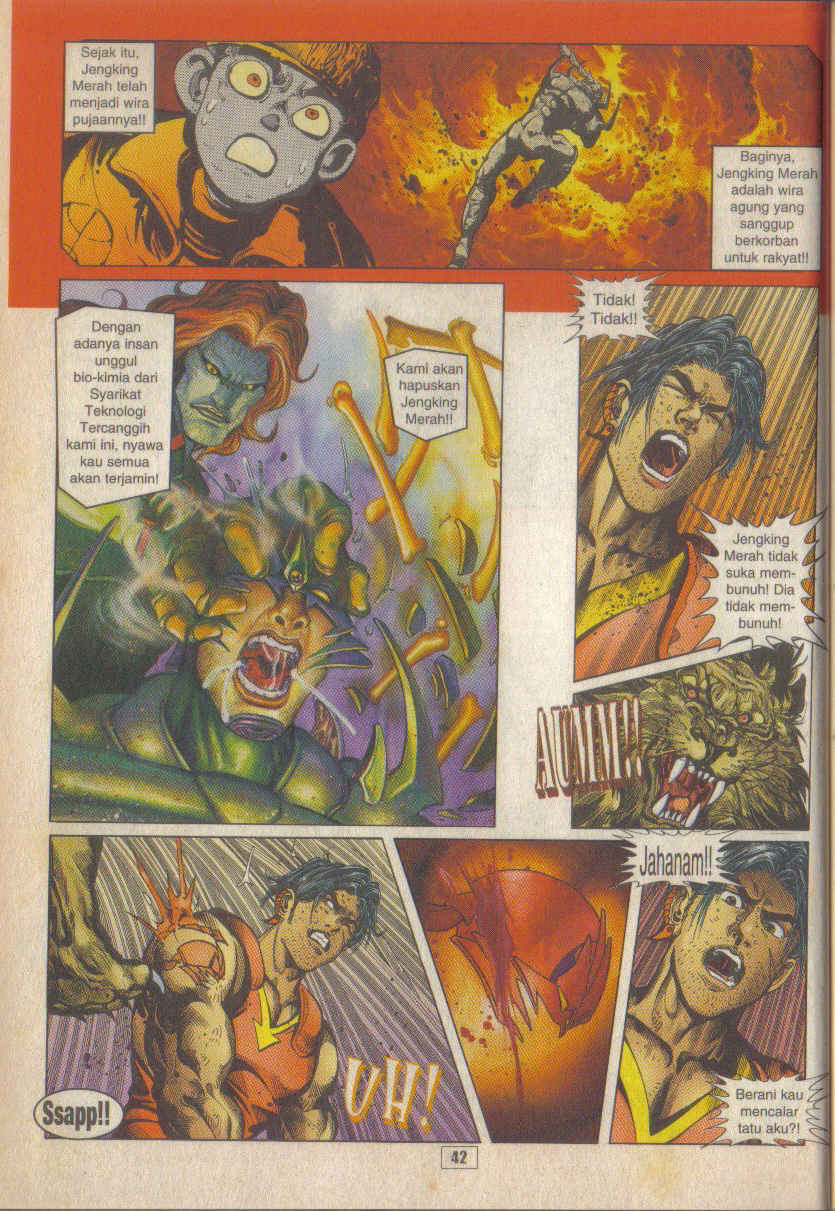 Sejak itu,
Jengking
Merah telah
menjadi wira
pujaannya!!
Baginya,
Jengking Merah
adalah wira
agung yang
sanggup
berkorban
untuk rakyat!!
Dengan
adanya insan
unggul
bio-kimia dari
Syarikat
Teknologi
Tercanggih
kami ini, nyawa
kau semua
akan terjamin!
Kami akan
hapuskan
Jengking
Merah!!
Tidak!
Tidak!!
Jengking
Merah tidak
suka mem-
bunuh! Dia
tidak mem-
bunuh!
AUMMM!!
Ssapp!!
UH!
Jahanam!!
Berani kau
mencalar
tatu aku?!
42